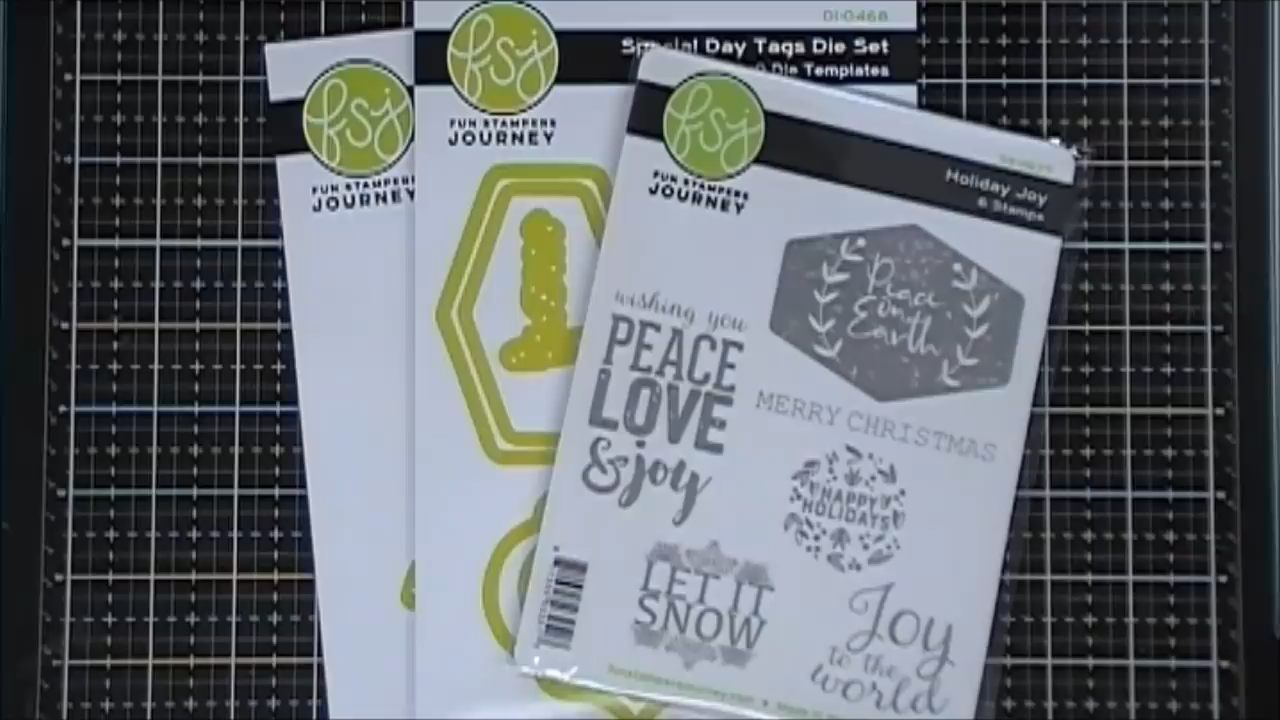 fsj
FUN STAMPERS
JOURNEY
DI-0468
Special Day Tags Die Set
9 Die Templates
fsj
FUN STAMPERS
JOURNEY
Holiday Joy
6 Stamps
fsj
FUN STAMPERS
JOURNEY
Peace
on
Earth
wishing you
PEACE
LOVE
&joy
MERRY CHRISTMAS
HAPPY
HOLIDAYS
LET IT
SNOW
Joy
to the
world